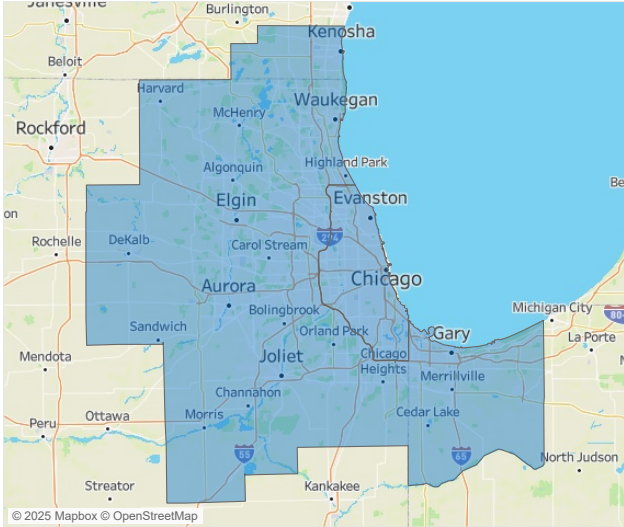 Janesville
Burlington
Kenosha
Beloit
Harvard
Waukegan
McHenry
Rockford
Highland Park
Algonquin
Elgin
Evanston
on
DeKalb
Rochelle
Carol Stream
294
Chicago
Aurora
Bolingbrook
Michigan City
80
Sandwich
Orland Park
Gary
La Porte
Mendota
Joliet
Chicago
Heights
Merrillville
Channahon
Morris
Cedar Lake
Ottawa
Peru
55
65
North Judson
Streator
Kankakee
© 2025 Mapbox © OpenStreetMap